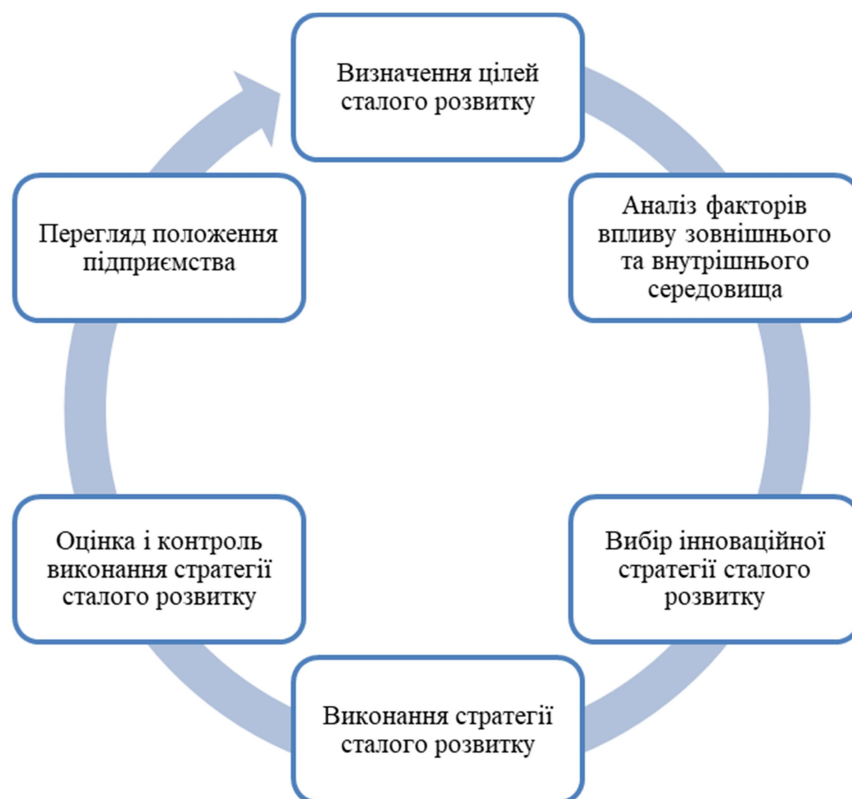 Визначення цілей
сталого розвитку
Аналіз факторів
впливу зовнішнього
та внутрішнього
середовища
Вибір інноваційної
стратегії сталого
розвитку
Виконання стратегії
сталого розвитку
Оцінка і контроль
виконання стратегії
сталого розвитку
Перегляд положення
підприємства